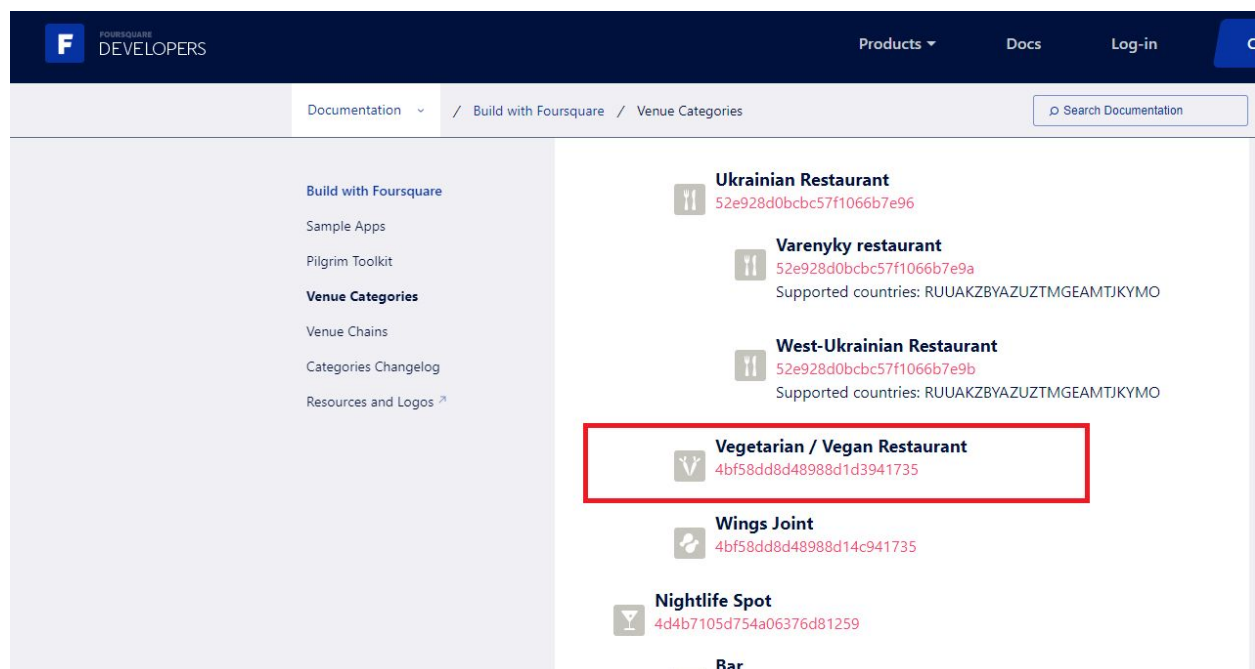 FOURSQUARE
DEVELOPERS
Products
Docs
Log-in
Documentation
/ Build with Foursquare / Venue Categories
Search Documentation
Build with Foursquare
Sample Apps
Pilgrim Toolkit
Venue Categories
Venue Chains
Categories Changelog
Resources and Logos
Ukrainian Restaurant
52e928d0bcbc57f1066b7e96
Varenyky restaurant
52e928d0bcbc57f1066b7e9a
Supported countries: RUUAKZBYAZUZTMGEAMTJKYMO
West-Ukrainian Restaurant
52e928d0bcbc57f1066b7e9b
Supported countries: RUUAKZBYAZUZTMGEAMTJKYMO
Vegetarian / Vegan Restaurant
4bf58dd8d48988d1d3941735
Wings Joint
4bf58dd8d48988d14c941735
Nightlife Spot
4d4b7105d754a06376d81259
Bar